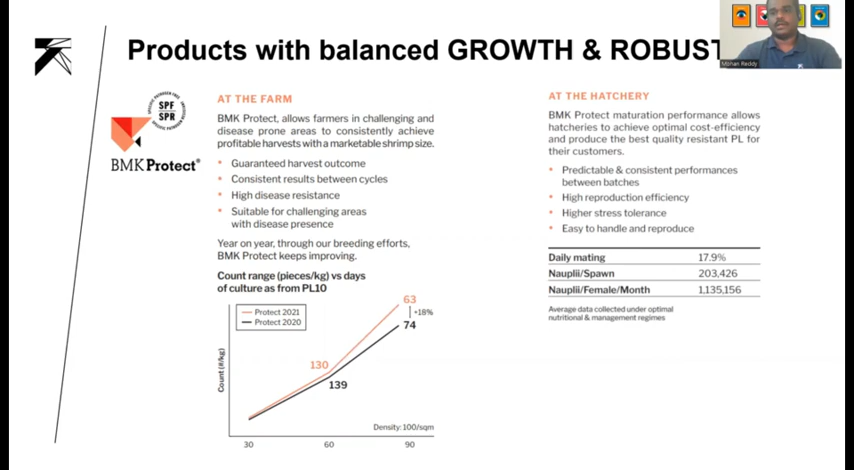 Products with balanced GROWTH & ROBUST
Mithan Reddy
SPECIFIC PATHOGEN FREE
SPF
SPR
BMK Protect®
AT THE FARM
BMK Protect, allows farmers in challenging and
disease prone areas to consistently achieve
profitable harvests with a marketable shrimp size.
• Guaranteed harvest outcome
• Consistent results between cycles
• High disease resistance
• Suitable for challenging areas
with disease presence
Year on year, through our breeding efforts,
BMK Protect keeps improving.
Count range (pieces/kg) vs days
of culture as from PL10
Protect 2021
Protect 2020
63
+18%
74
130
139
Count (#/kg)
Density: 100/sqm
30 60 90
AT THE HATCHERY
BMK Protect maturation performance allows
hatcheries to achieve optimal cost-efficiency
and produce the best quality resistant PL for
their customers.
• Predictable & consistent performances
between batches
• High reproduction efficiency
• Higher stress tolerance
• Easy to handle and reproduce
Daily mating 17.9%
Nauplii/Spawn 203,426
Nauplii/Female/Month 1,135,156
Average data collected under optimal
nutritional & management regimes